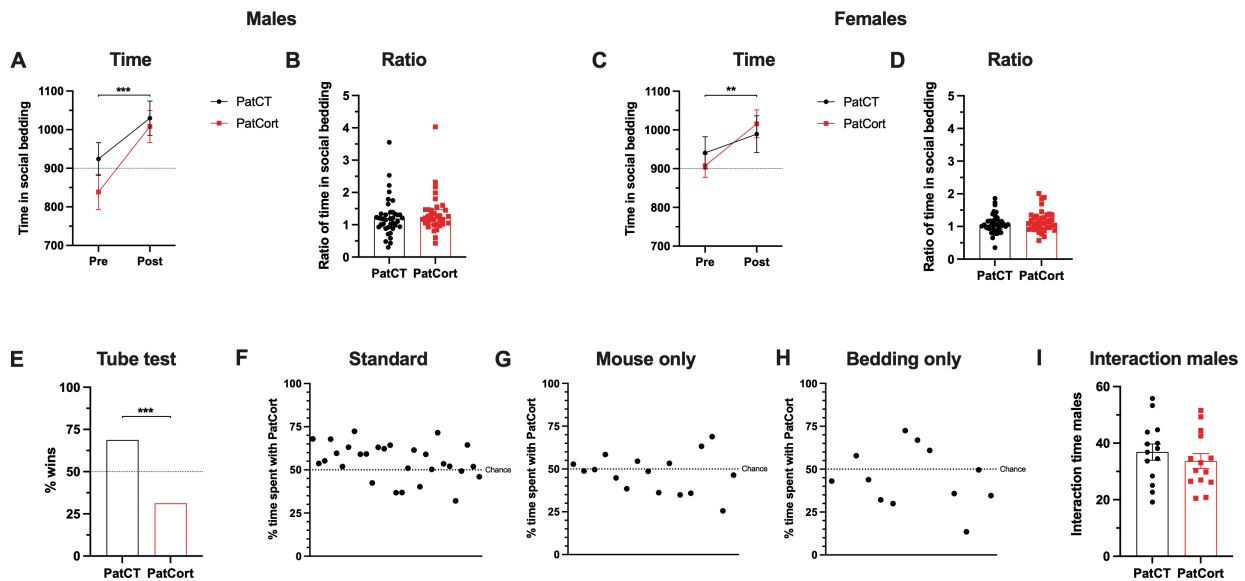 Males
Females
A
Time
Time in social bedding
1100
1000
900
800
700
***
Pre
Post
PatCT
PatCort
B
Ratio
Ratio of time in social bedding
5
4
3
2
1
0
PatCT
PatCort
C
Time
Time in social bedding
1100
1000
900
800
700
**
Pre
Post
PatCT
PatCort
D
Ratio
Ratio of time in social bedding
5
4
3
2
1
0
PatCT
PatCort
E
Tube test
% wins
100
75
50
25
0
***
PatCT
PatCort
F
Standard
% time spent with PatCort
100
75
50
25
0
Chance
G
Mouse only
% time spent with PatCort
100
75
50
25
0
Chance
H
Bedding only
% time spent with PatCort
100
75
50
25
0
Chance
I
Interaction males
Interaction time males
60
40
20
0
PatCT
PatCort